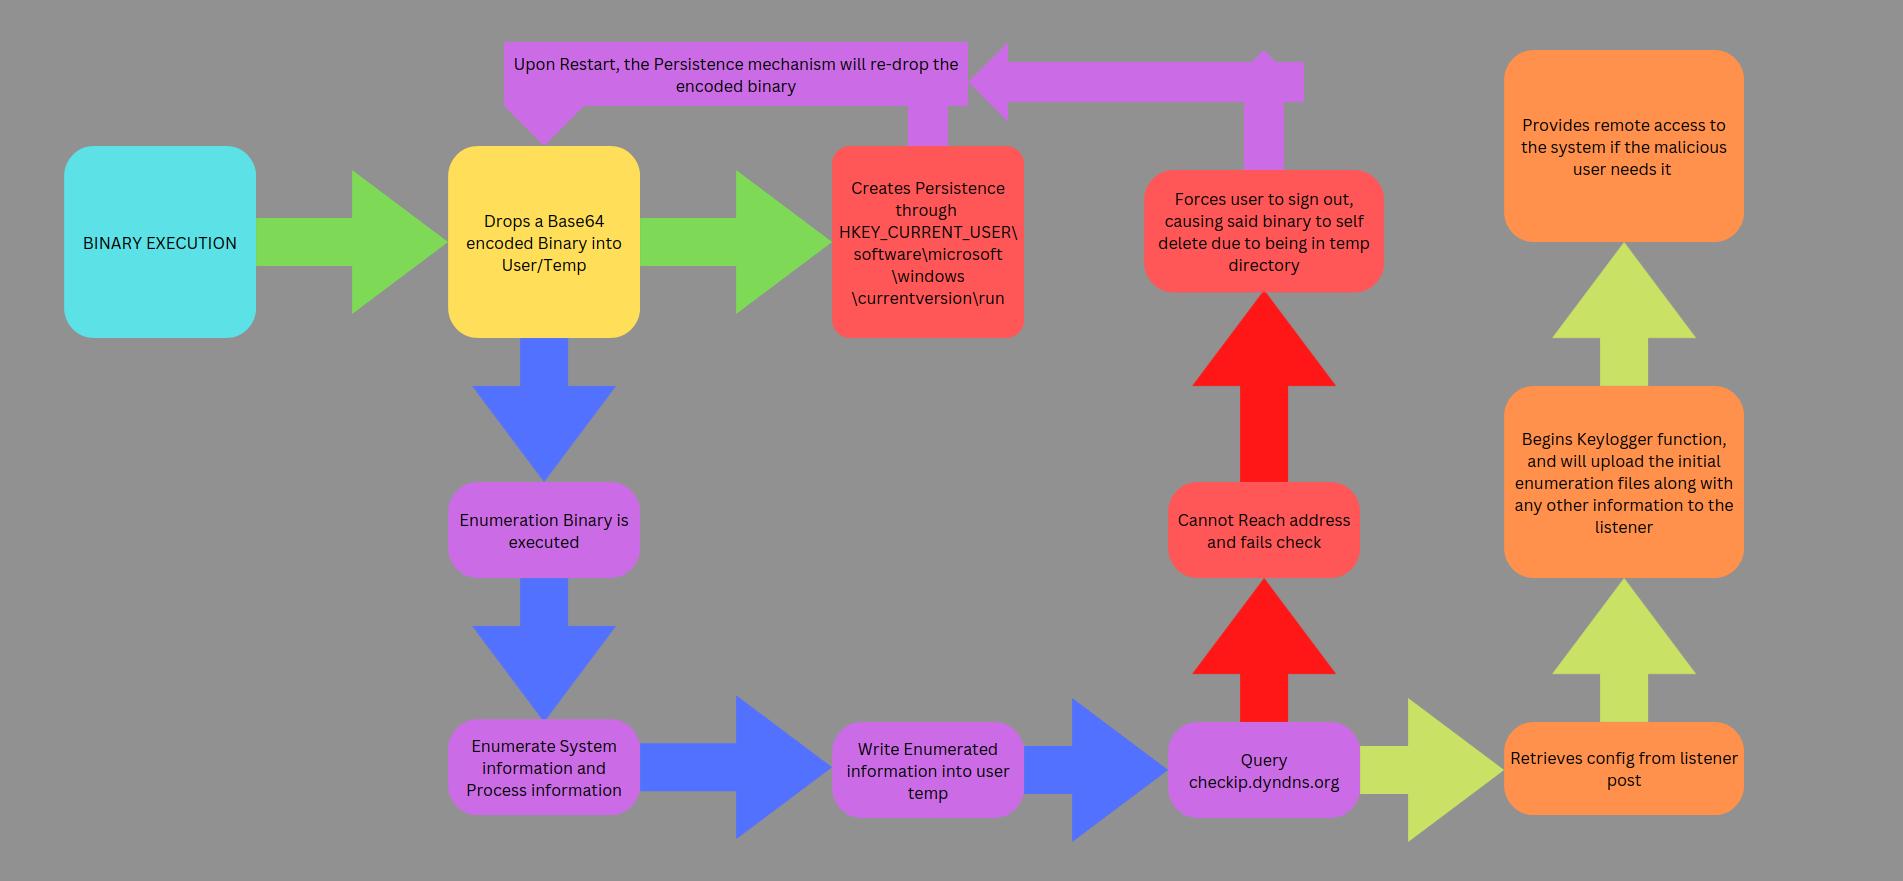 Upon Restart, the Persistence mechanism will re-drop the
encoded binary
BINARY EXECUTION
Drops a Base64
encoded Binary into
User/Temp
Creates Persistence
through
HKEY_CURRENT_USER\
software\microsoft
\windows
\currentversion\run
Forces user to sign out,
causing said binary to self
delete due to being in temp
directory
Provides remote access to
the system if the malicious
user needs it
Enumeration Binary is
executed
Cannot Reach address
and fails check
Begins Keylogger function,
and will upload the initial
enumeration files along with
any other information to the
listener
Enumerate System
information and
Process information
Write Enumerated
information into user
temp
Query
checkip.dyndns.org
Retrieves config from listener
post